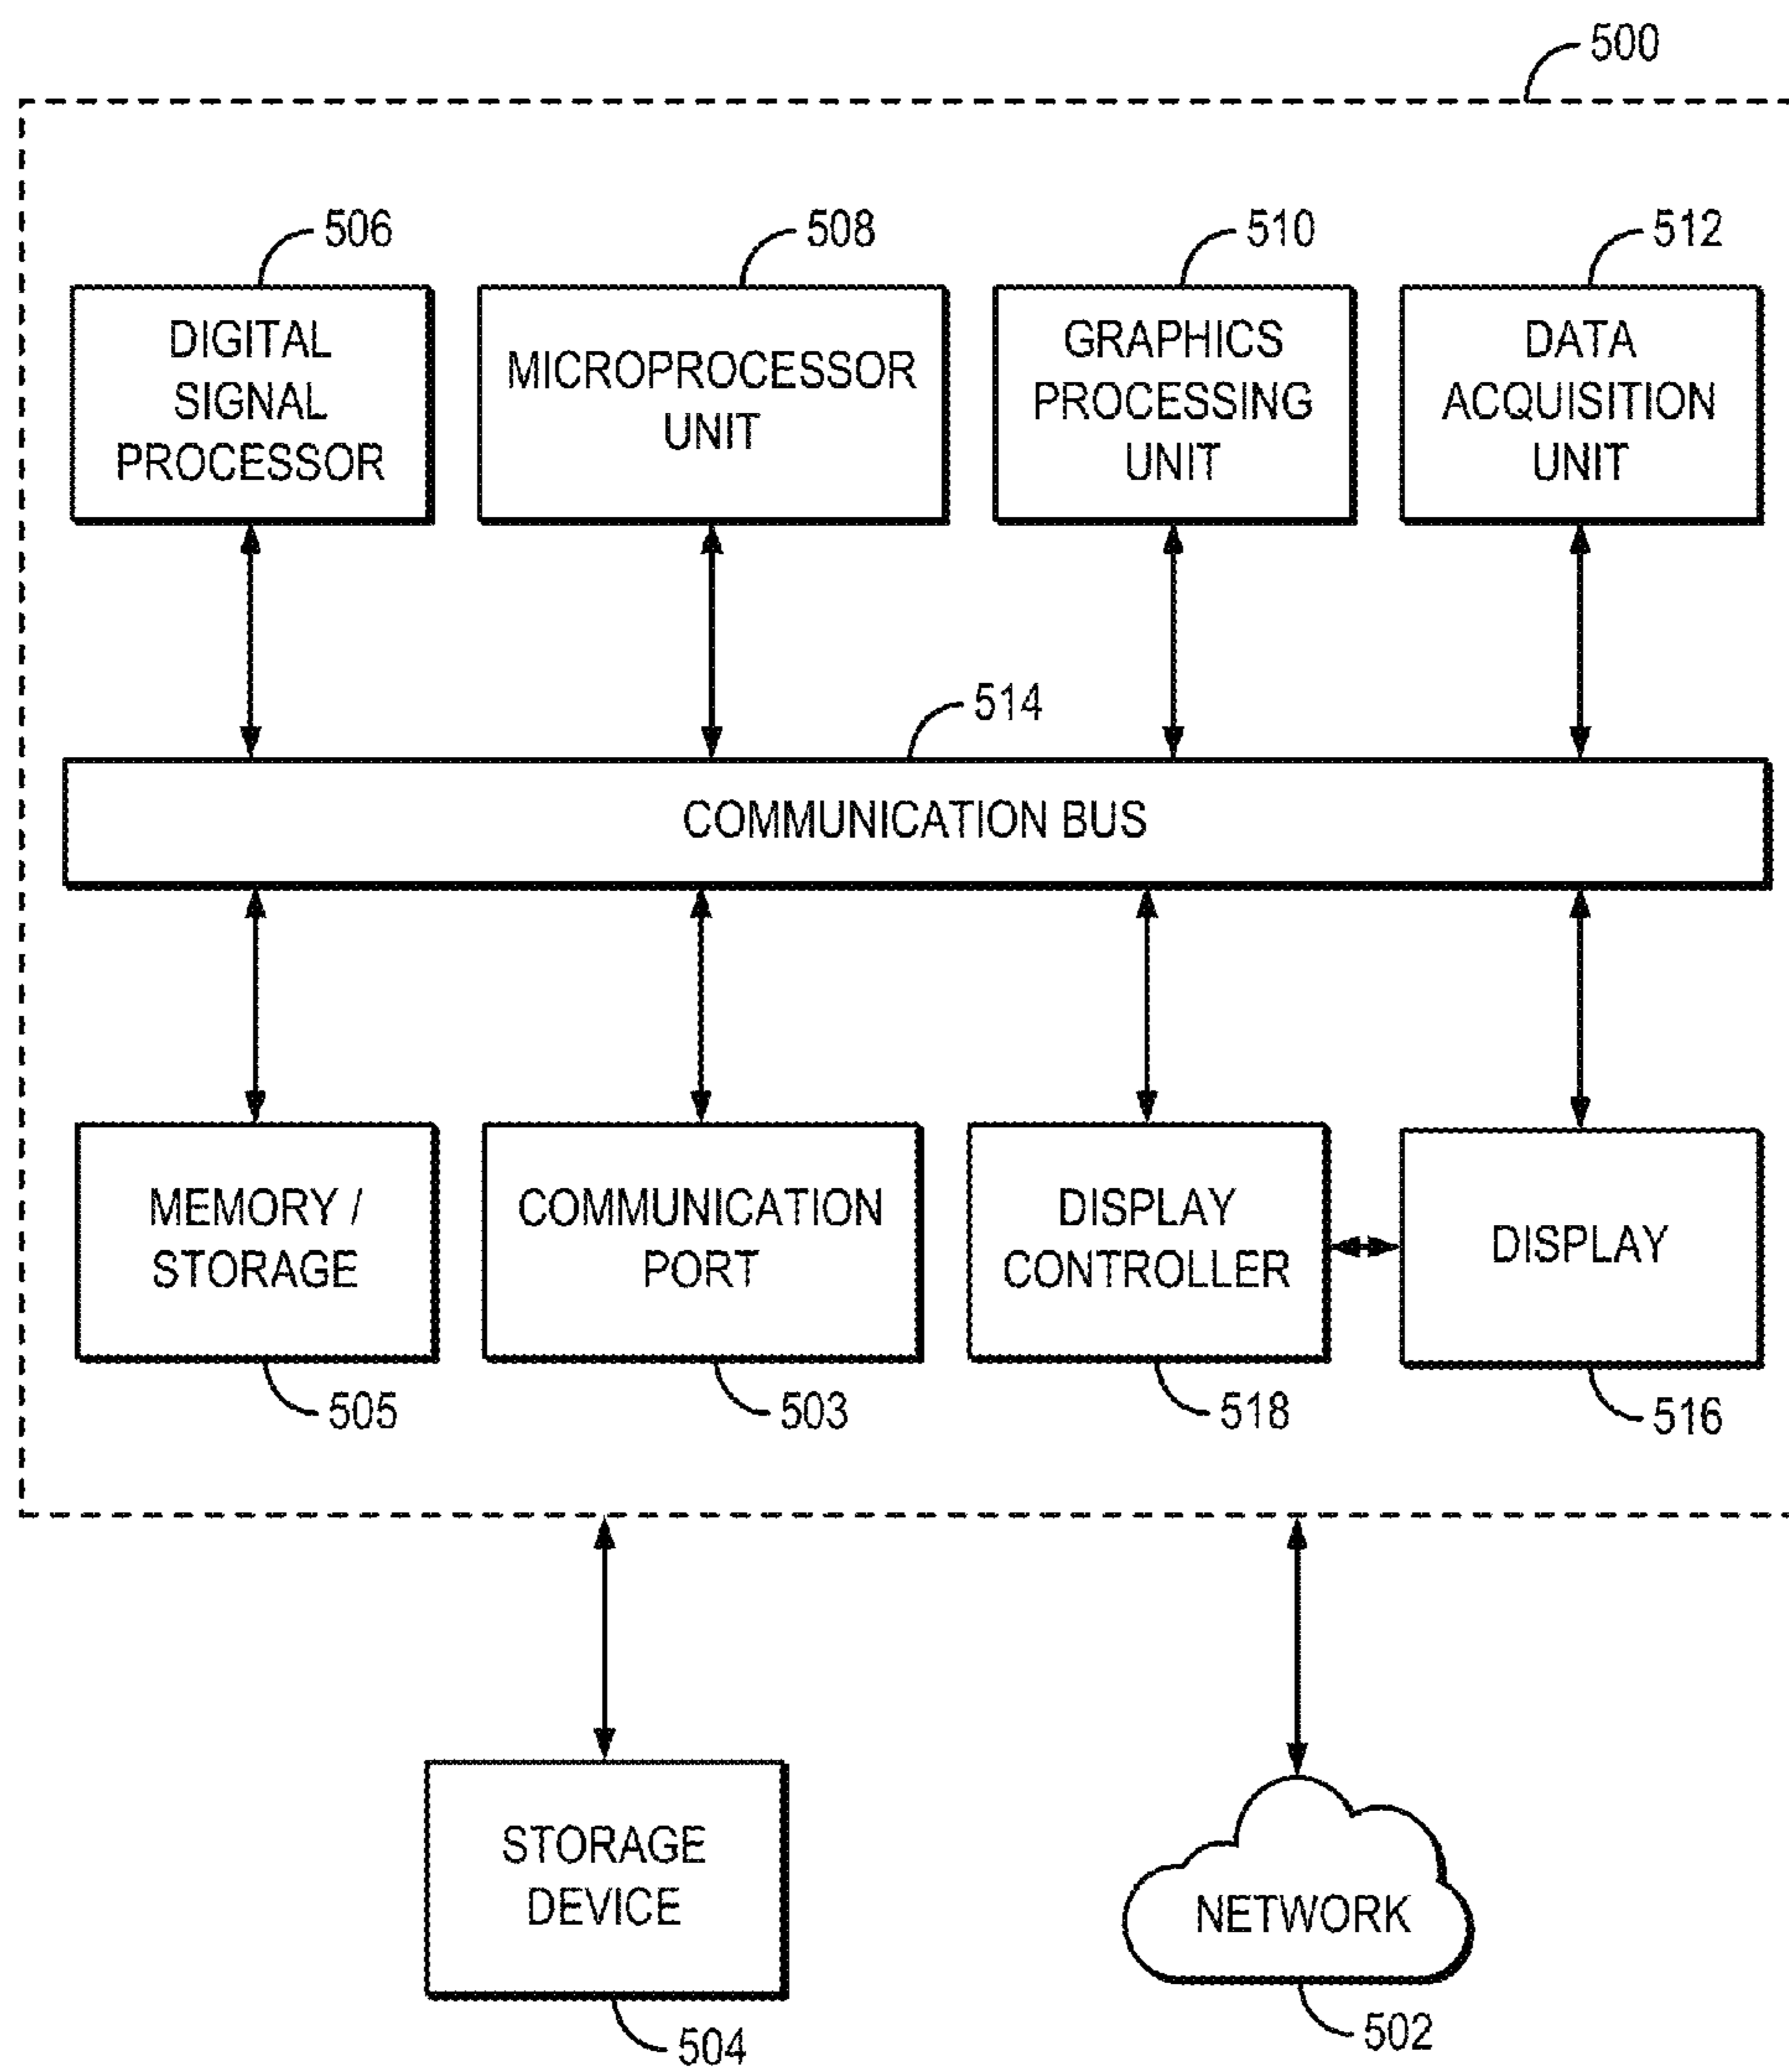 500
506
508
510
512
DIGITAL
SIGNAL
PROCESSOR
MICROPROCESSOR
UNIT
GRAPHICS
PROCESSING
UNIT
DATA
ACQUISITION
UNIT
514
COMMUNICATION BUS
MEMORY /
STORAGE
COMMUNICATION
PORT
DISPLAY
CONTROLLER
DISPLAY
505
503
518
516
STORAGE
DEVICE
NETWORK
504
502